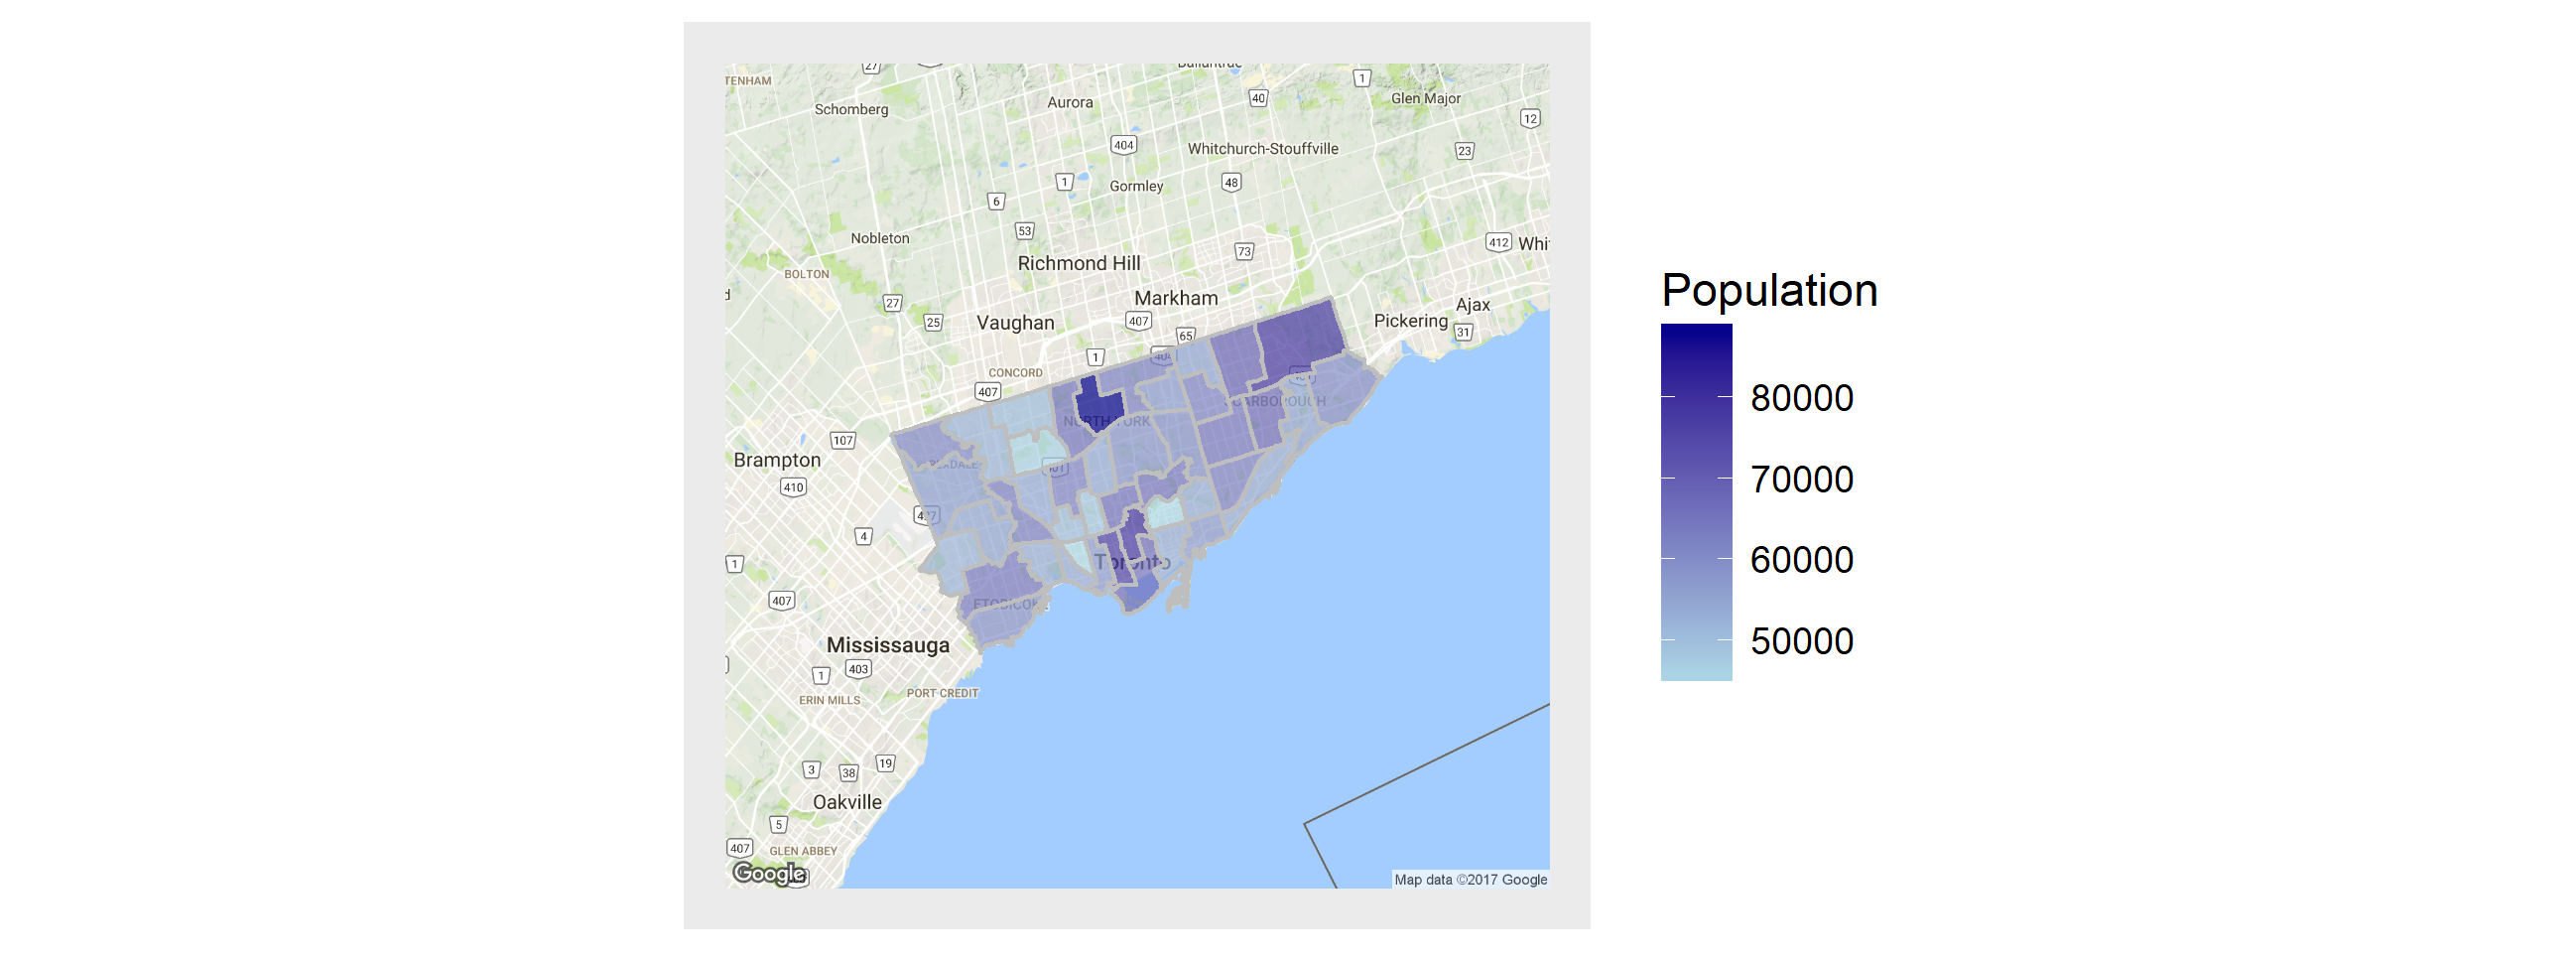 27
TENHAM
Schomberg
Aurora
40
1
Glen Major
12
404
Whitchurch-Stouffville
23
1
Gormley
48
6
53
Nobleton
73
412
Whi
Richmond Hill
BOLTON
Markham
27
Ajax
25
Vaughan
407
Pickering
65
31
1
CONCORD
407
SCARBOROUGH
NORTH YORK
107
Brampton
REXDALE
401
410
427
4
1
Toronto
407
ETOBICOKE
Mississauga
403
1
ERIN MILLS
PORT CREDIT
3
38
19
Oakville
5
407
GLEN ABBEY
Google
Map data ©2017 Google
Population
80000
70000
60000
50000